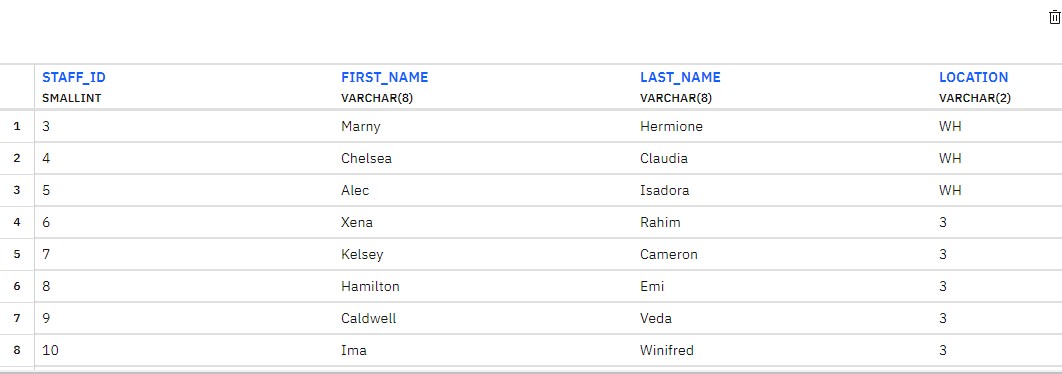 STAFF_ID FIRST_NAME LAST_NAME LOCATION
SMALLINT VARCHAR(8) VARCHAR(8) VARCHAR(2)
1 3 Marny Hermione WH
2 4 Chelsea Claudia WH
3 5 Alec Isadora WH
4 6 Xena Rahim 3
5 7 Kelsey Cameron 3
6 8 Hamilton Emi 3
7 9 Caldwell Veda 3
8 10 Ima Winifred 3